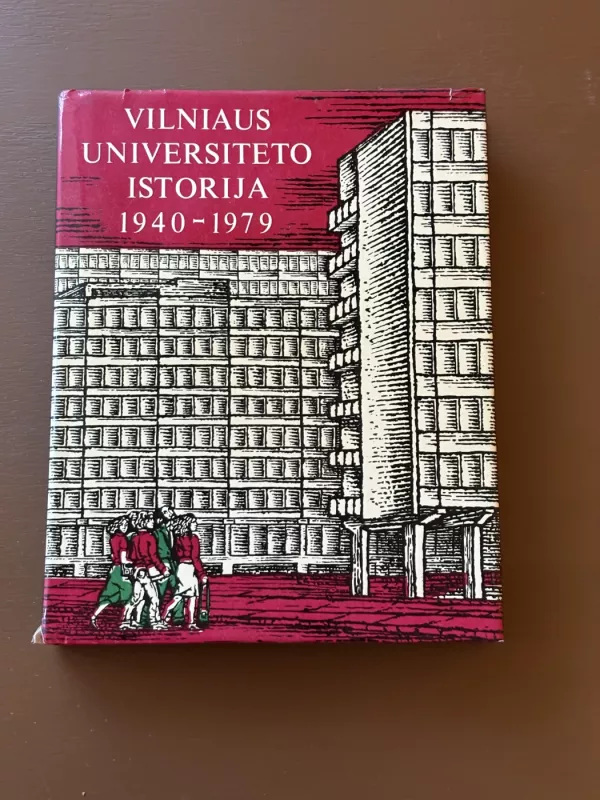 VILNIAUS
UNIVERSITETO
ISTORIJA
1940-1979